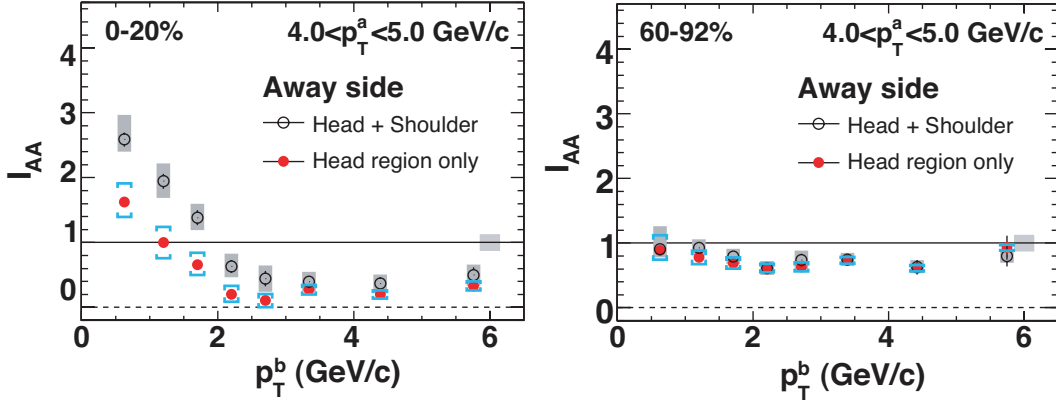 0-20%
4.0<p_T^a<5.0 GeV/c
Away side
Head + Shoulder
Head region only
I_AA
4
3
2
1
0
0 2 4 6
p_T^b (GeV/c)
60-92%
4.0<p_T^a<5.0 GeV/c
Away side
Head + Shoulder
Head region only
I_AA
4
3
2
1
0
0 2 4 6
p_T^b (GeV/c)